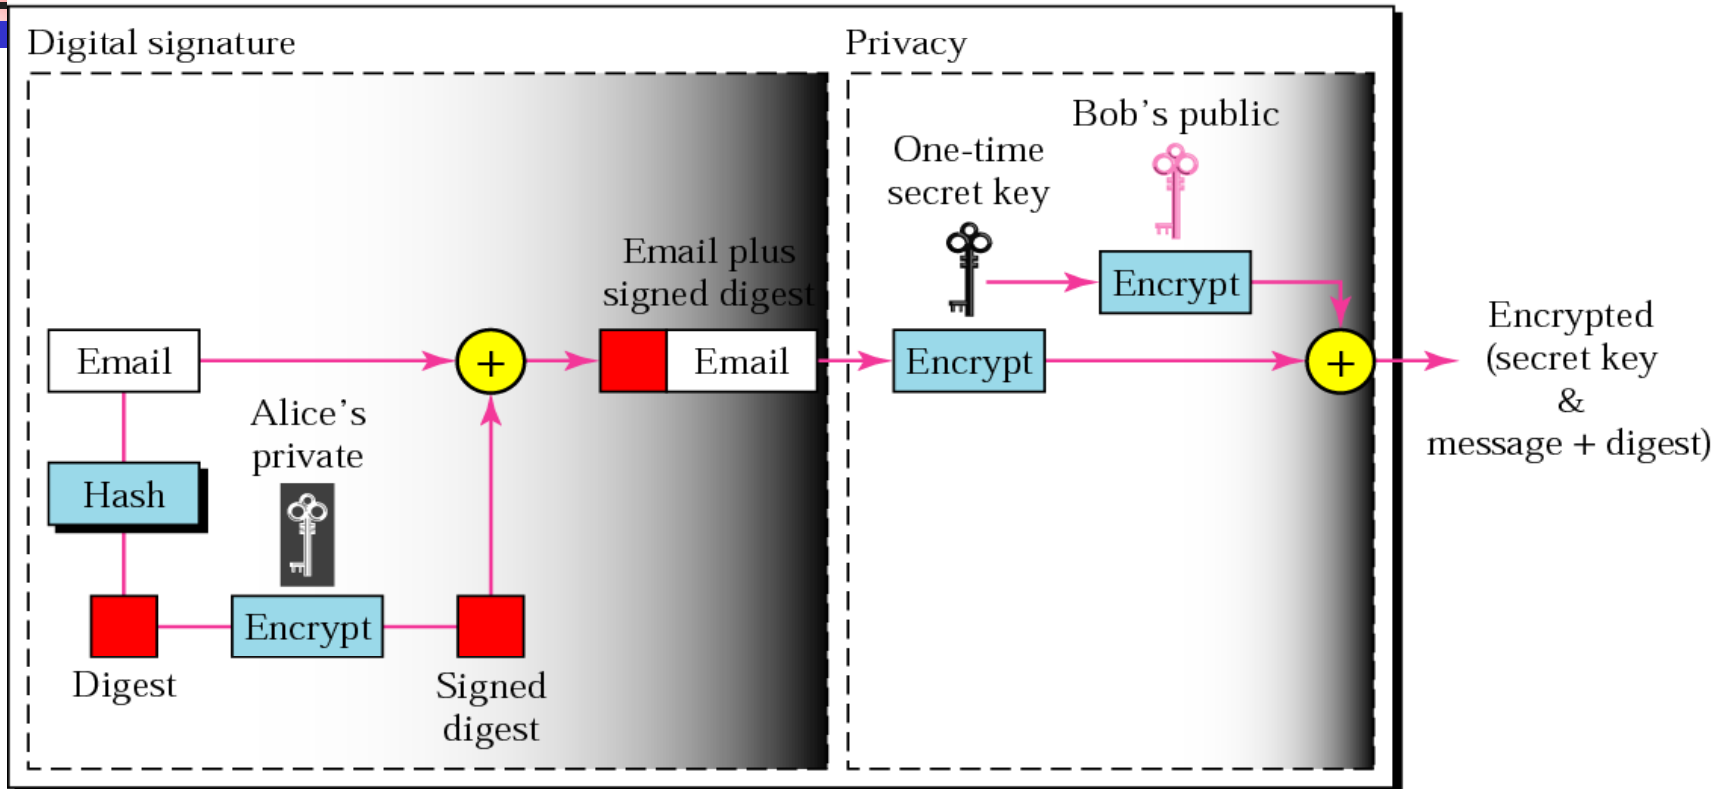 Digital signature
Privacy
Bob’s public
One-time
secret key
Email plus
signed digest
Encrypt
Email
+
Email
Encrypt
+
Encrypted
(secret key
&
message + digest)
Alice’s
private
Hash
Encrypt
Digest
Signed
digest